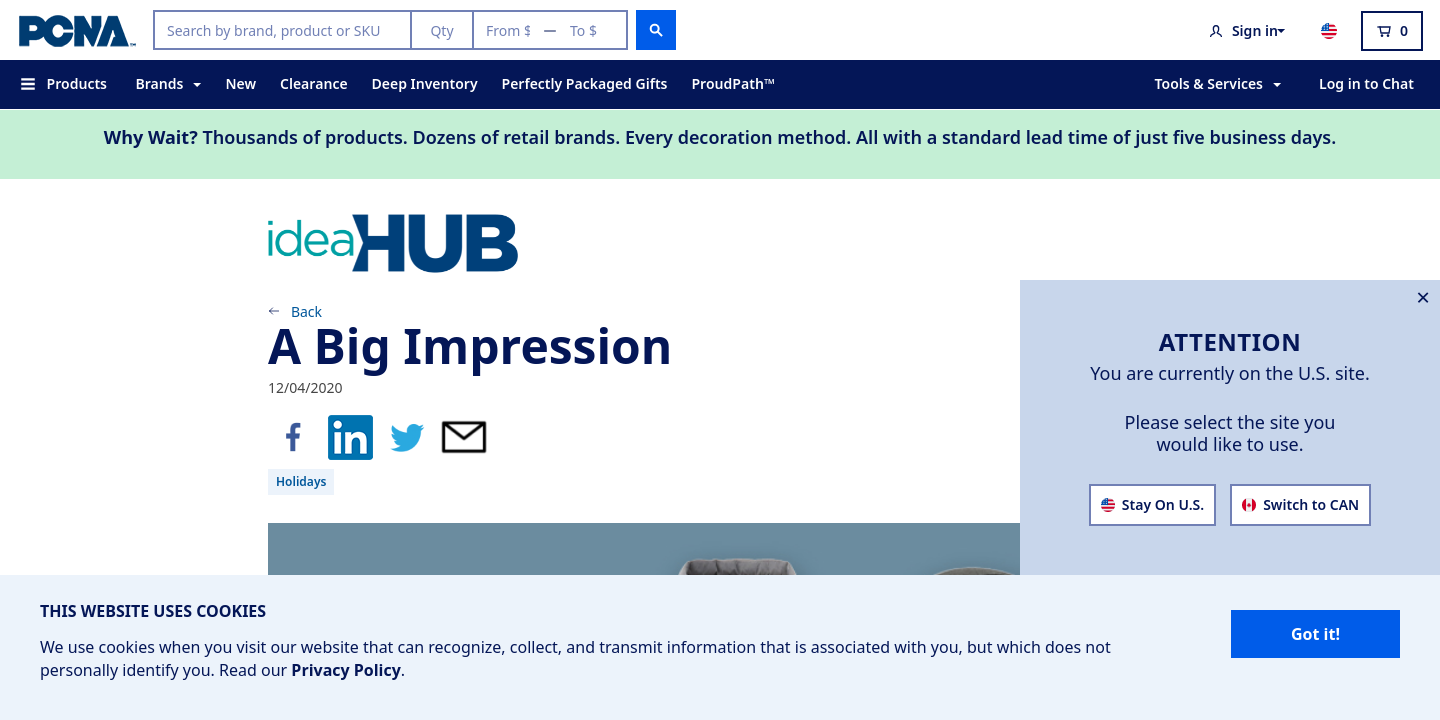 PCNA™
Search by brand, product or SKU
Qty
From $
To $
Sign in
0
Products
Brands
New
Clearance
Deep Inventory
Perfectly Packaged Gifts
ProudPath™
Tools & Services
Log in to Chat
Why Wait? Thousands of products. Dozens of retail brands. Every decoration method. All with a standard lead time of just five business days.
ideaHUB
Back
A Big Impression
12/04/2020
Holidays
ATTENTION
You are currently on the U.S. site.
Please select the site you
would like to use.
Stay On U.S.
Switch to CAN
THIS WEBSITE USES COOKIES
We use cookies when you visit our website that can recognize, collect, and transmit information that is associated with you, but which does not
personally identify you. Read our Privacy Policy.
Got it!